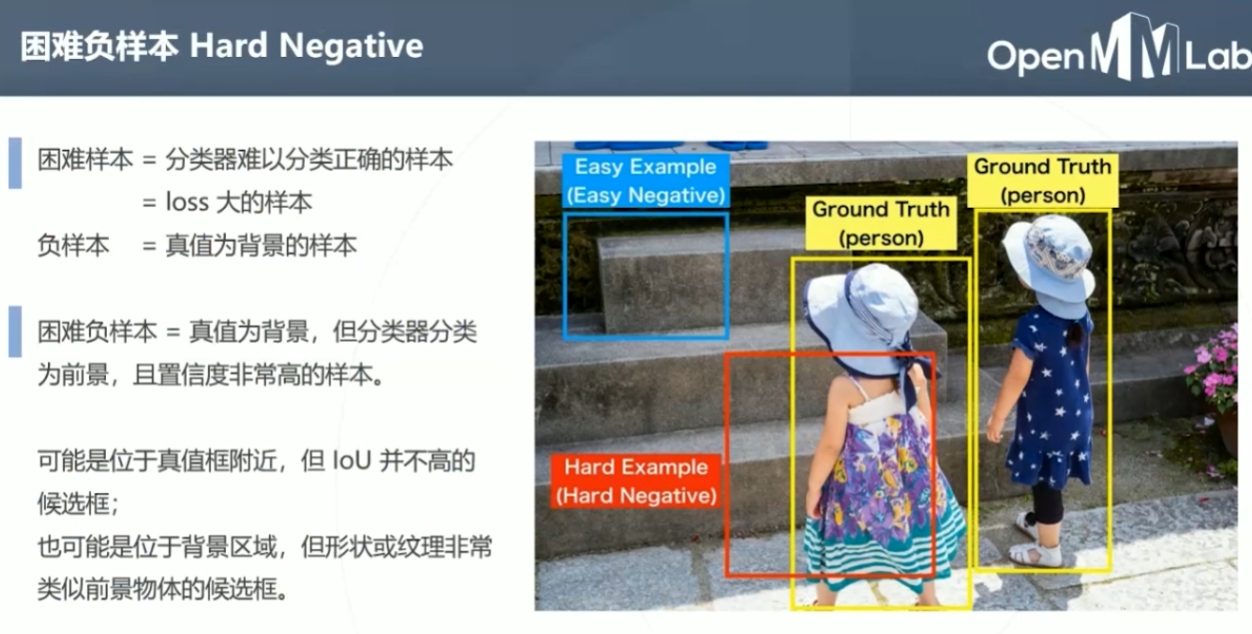 困难负样本 Hard Negative
OpenMMLab
困难样本 = 分类器难以分类正确的样本
= loss 大的样本
负样本 = 真值为背景的样本
困难负样本 = 真值为背景，但分类器分类
为前景，且置信度非常高的样本。
可能是位于真值框附近，但 IoU 并不高的
候选框；
也可能是位于背景区域，但形状或纹理非常
类似前景物体的候选框。
Easy Example
(Easy Negative)
Ground Truth
(person)
Ground Truth
(person)
Hard Example
(Hard Negative)